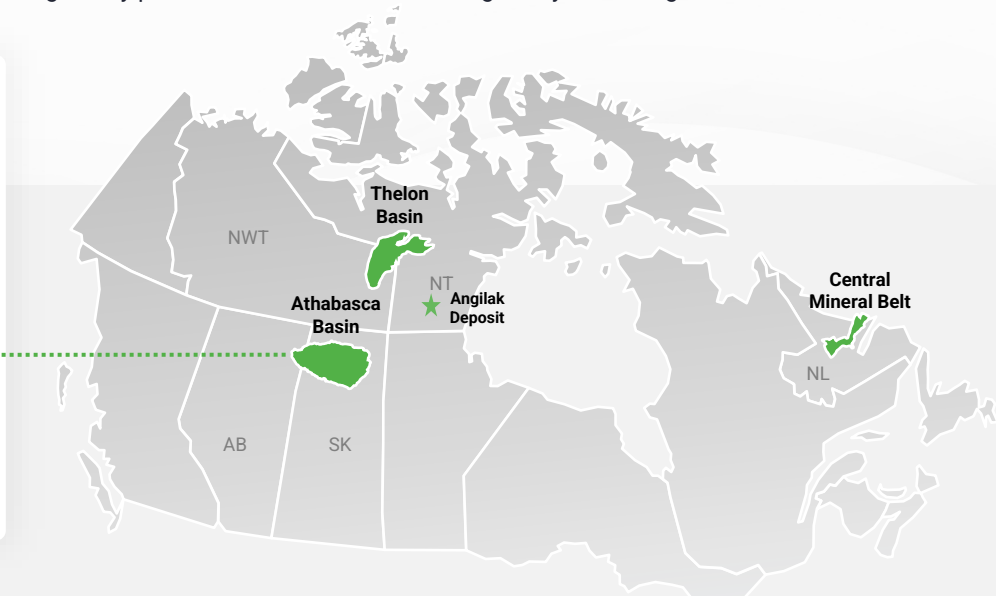 Thelon
Basin
NWT
NT
Athabasca
Basin
Angilak
Deposit
Central
Mineral Belt
NL
AB
SK